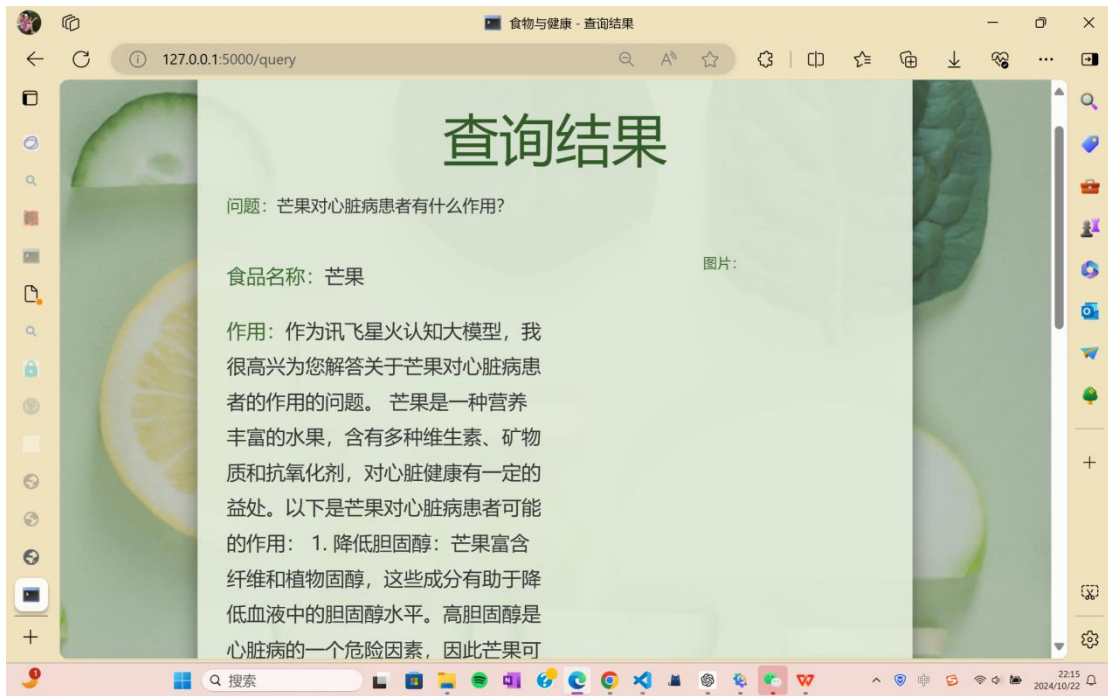 食物与健康 - 查询结果
127.0.0.1:5000/query
查询结果
问题：芒果对心脏病患者有什么作用？
食品名称：芒果
图片：
作用：作为讯飞星火认知大模型，我
很高兴为您解答关于芒果对心脏病患
者的作用的问题。 芒果是一种营养
丰富的水果，含有多种维生素、矿物
质和抗氧化剂，对心脏健康有一定的
益处。以下是芒果对心脏病患者可能
的作用： 1. 降低胆固醇：芒果富含
纤维和植物固醇，这些成分有助于降
低血液中的胆固醇水平。高胆固醇是
心脏病的一个危险因素，因此芒果可
搜索
中
22:15
2024/10/22